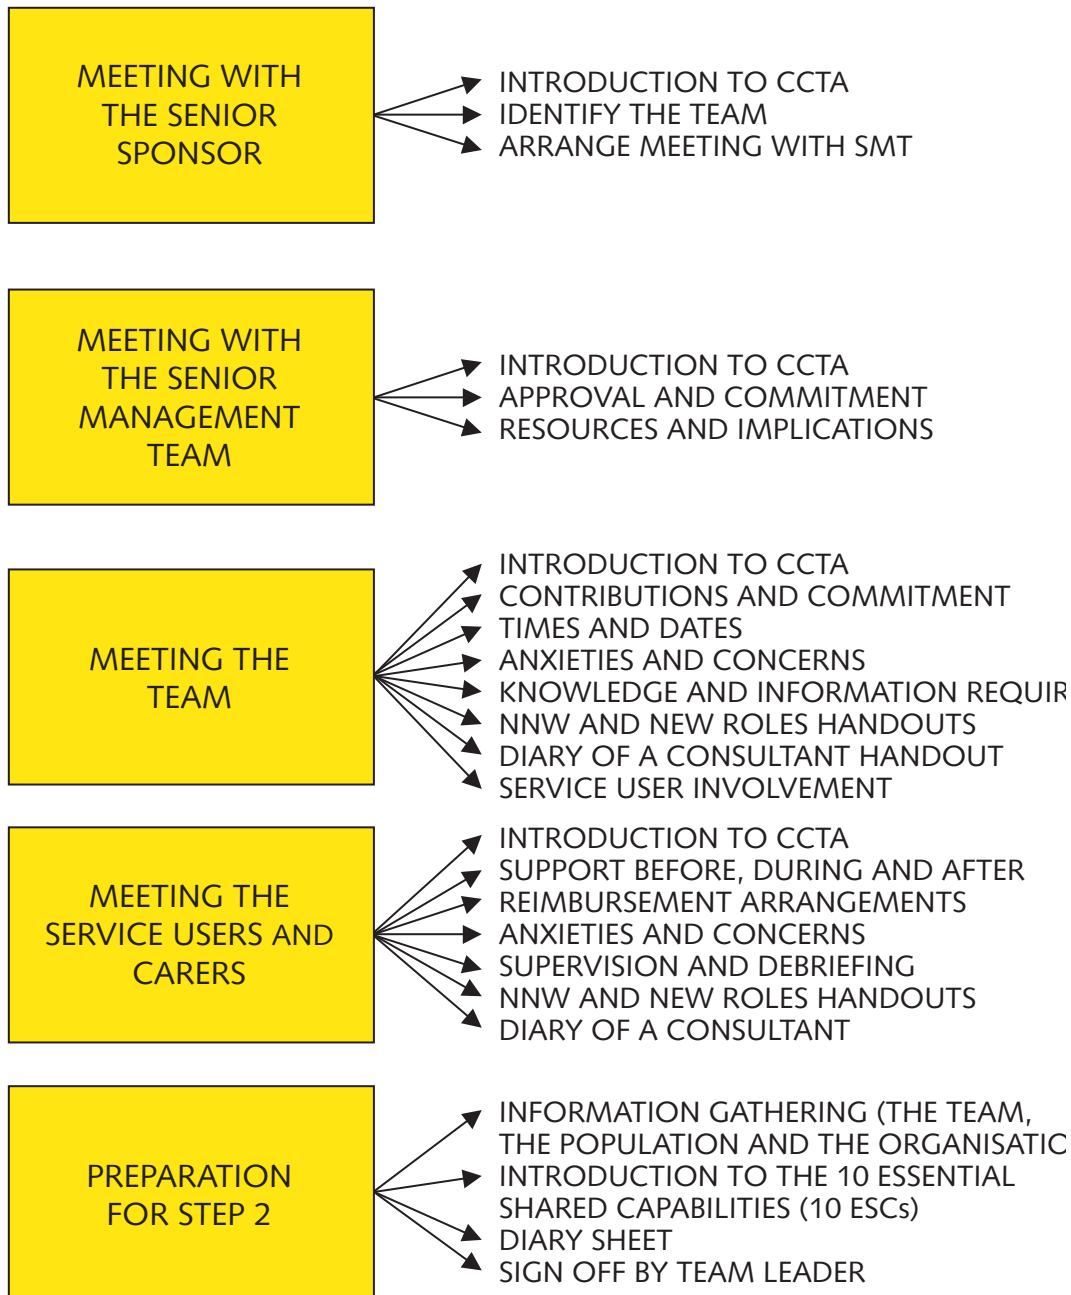 MEETING WITH
THE SENIOR
SPONSOR
INTRODUCTION TO CCTA
IDENTIFY THE TEAM
ARRANGE MEETING WITH SMT
MEETING WITH
THE SENIOR
MANAGEMENT
TEAM
INTRODUCTION TO CCTA
APPROVAL AND COMMITMENT
RESOURCES AND IMPLICATIONS
MEETING THE
TEAM
INTRODUCTION TO CCTA
CONTRIBUTIONS AND COMMITMENT
TIMES AND DATES
ANXIETIES AND CONCERNS
KNOWLEDGE AND INFORMATION REQUIR
NNW AND NEW ROLES HANDOUTS
DIARY OF A CONSULTANT HANDOUT
SERVICE USER INVOLVEMENT
MEETING THE
SERVICE USERS AND
CARERS
INTRODUCTION TO CCTA
SUPPORT BEFORE, DURING AND AFTER
REIMBURSEMENT ARRANGEMENTS
ANXIETIES AND CONCERNS
SUPERVISION AND DEBRIEFING
NNW AND NEW ROLES HANDOUTS
DIARY OF A CONSULTANT
PREPARATION
FOR STEP 2
INFORMATION GATHERING (THE TEAM,
THE POPULATION AND THE ORGANISATIO
INTRODUCTION TO THE 10 ESSENTIAL
SHARED CAPABILITIES (10 ESCs)
DIARY SHEET
SIGN OFF BY TEAM LEADER